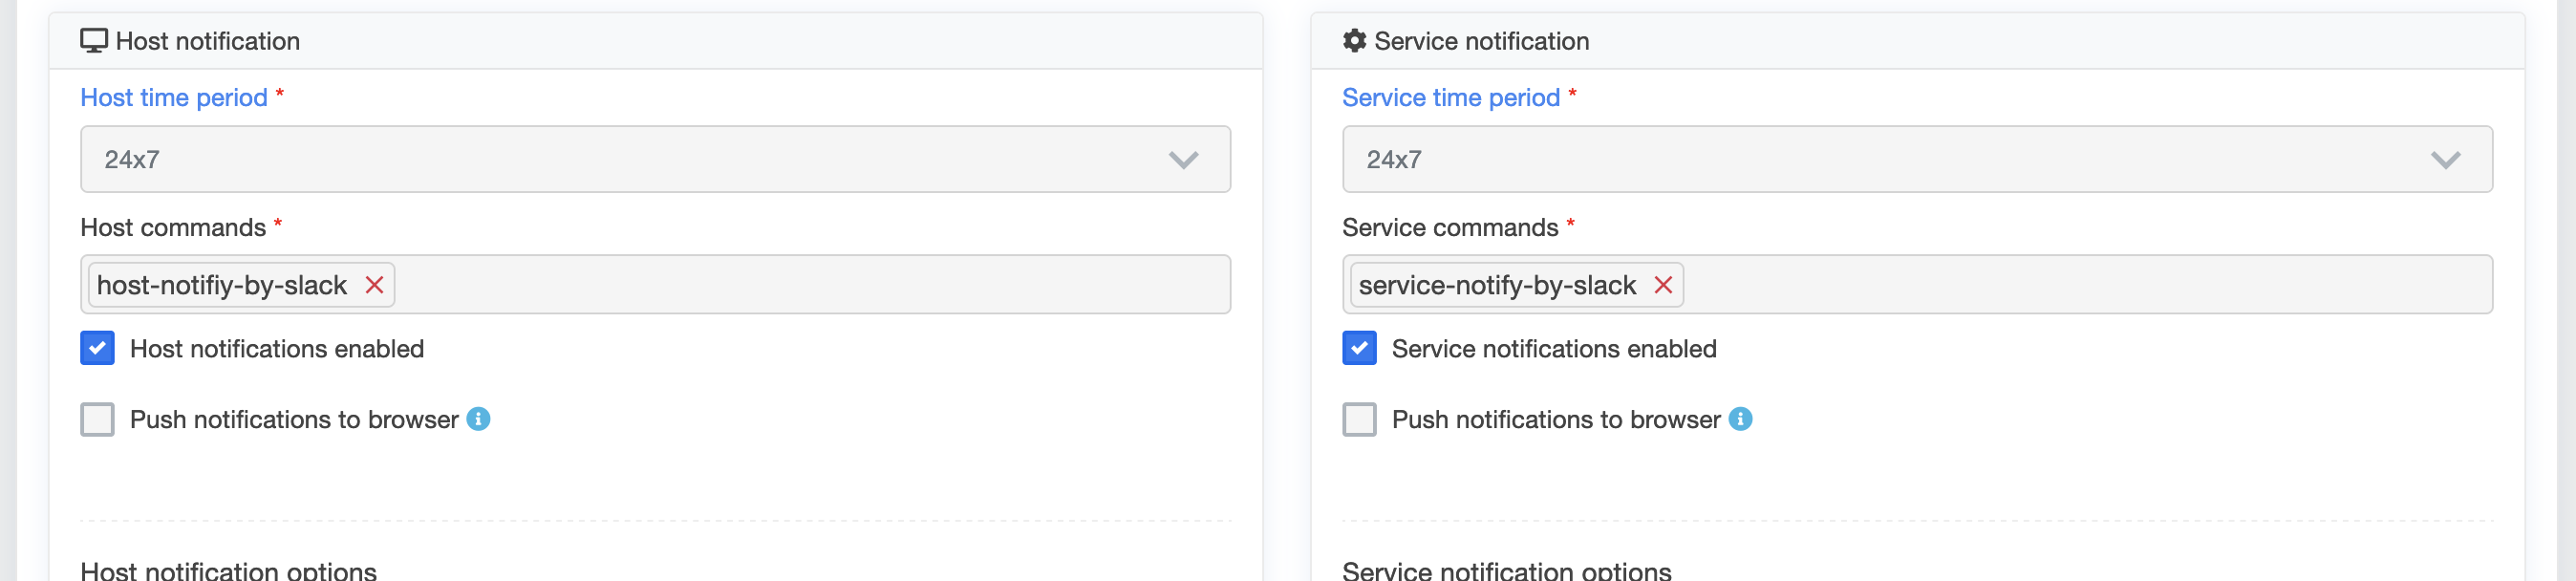 Host notification
Host time period *
24x7
Host commands *
host-notifiy-by-slack
Host notifications enabled
Push notifications to browser
Host notification options
Service notification
Service time period *
24x7
Service commands *
service-notify-by-slack
Service notifications enabled
Push notifications to browser
Service notification options